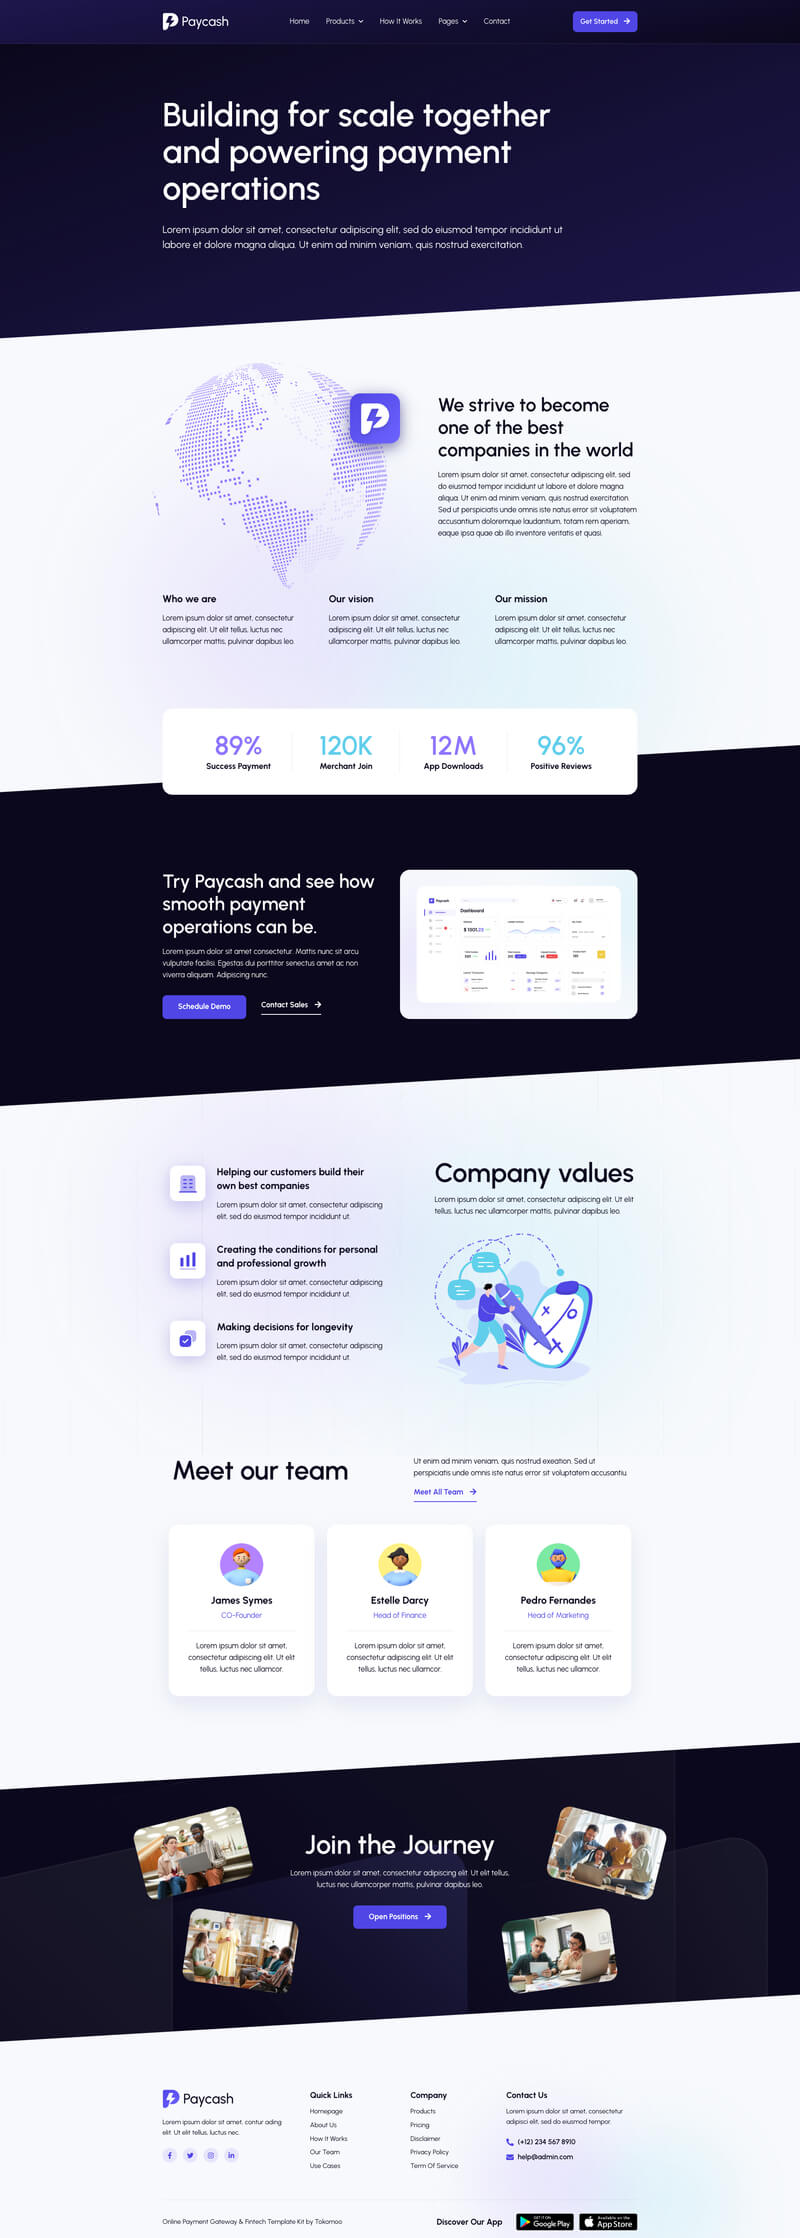 Paycash
Home Products How It Works Pages Contact
Get Started
Building for scale together
and powering payment
operations
Lorem ipsum dolor sit amet, consectetur adipiscing elit, sed do eiusmod tempor incididunt ut
labore et dolore magna aliqua. Ut enim ad minim veniam, quis nostrud exercitation.
We strive to become
one of the best
companies in the world
Lorem ipsum dolor sit amet, consectetur adipiscing elit, sed
do eiusmod tempor incididunt ut labore et dolore magna
aliqua. Ut enim ad minim veniam, quis nostrud exercitation.
Sed ut perspiciatis unde omnis iste natus error sit voluptatem
accusantium doloremque laudantium, totam rem aperiam,
eaque ipsa quae ab illo inventore veritatis et quasi.
Who we are
Lorem ipsum dolor sit amet, consectetur
adipiscing elit. Ut elit tellus, luctus nec
ullamcorper mattis, pulvinar dapibus leo.
Our vision
Lorem ipsum dolor sit amet, consectetur
adipiscing elit. Ut elit tellus, luctus nec
ullamcorper mattis, pulvinar dapibus leo.
Our mission
Lorem ipsum dolor sit amet, consectetur
adipiscing elit. Ut elit tellus, luctus nec
ullamcorper mattis, pulvinar dapibus leo.
89%
Success Payment
120K
Merchant Join
12M
App Downloads
96%
Positive Reviews
Try Paycash and see how
smooth payment
operations can be.
Lorem ipsum dolor sit amet consectetur. Mattis nunc sit arcu
vulputate facilisi. Egestas dui porttitor senectus amet ac non
viverra aliquam. Adipiscing nunc.
Schedule Demo
Contact Sales
Paycash
Dashboard
Helping our customers build their
own best companies
Lorem ipsum dolor sit amet, consectetur adipiscing
elit, sed do eiusmod tempor incididunt ut.
Creating the conditions for personal
and professional growth
Lorem ipsum dolor sit amet, consectetur adipiscing
elit, sed do eiusmod tempor incididunt ut.
Making decisions for longevity
Lorem ipsum dolor sit amet, consectetur adipiscing
elit, sed do eiusmod tempor incididunt ut.
Company values
Lorem ipsum dolor sit amet, consectetur adipiscing elit. Ut elit
tellus, luctus nec ullamcorper mattis, pulvinar dapibus leo.
Meet our team
Ut enim ad minim veniam, quis nostrud exeation. Sed ut
perspiciatis unde omnis iste natus error sit voluptatem accusantiu.
Meet All Team
James Symes
CO-Founder
Lorem ipsum dolor sit amet,
consectetur adipiscing elit. Ut elit
tellus, luctus nec ullamcor.
Estelle Darcy
Head of Finance
Lorem ipsum dolor sit amet,
consectetur adipiscing elit. Ut elit
tellus, luctus nec ullamcor.
Pedro Fernandes
Head of Marketing
Lorem ipsum dolor sit amet,
consectetur adipiscing elit. Ut elit
tellus, luctus nec ullamcor.
Join the Journey
Lorem ipsum dolor sit amet, consectetur adipiscing elit. Ut elit tellus,
luctus nec ullamcorper mattis, pulvinar dapibus leo.
Open Positions
Paycash
Lorem ipsum dolor sit amet, contur ading
elit. Ut elit tellus, luctus nec.
Quick Links
Homepage
About Us
How It Works
Our Team
Use Cases
Company
Products
Pricing
Disclaimer
Privacy Policy
Term Of Service
Contact Us
Lorem ipsum dolor sit amet, consectetur
adipisci elit, sed do eiusmod tempor.
(+12) 234 567 8910
help@admin.com
Online Payment Gateway & Fintech Template Kit by Tokomoo
Discover Our App
GET IT ON
Google Play
Available on the
App Store